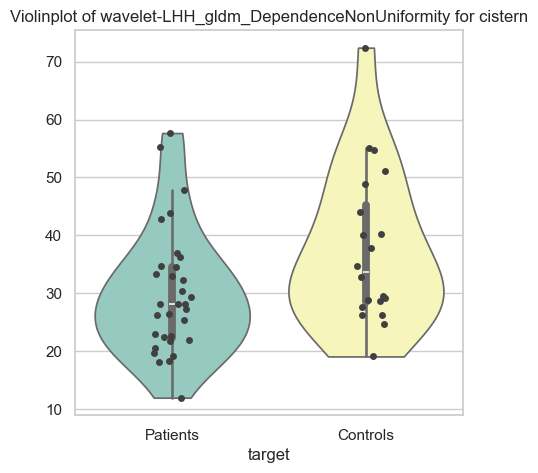 Violinplot of wavelet-LHH_gldm_DependenceNonUniformity for cistern
70
60
50
40
30
20
10
Patients
Controls
target